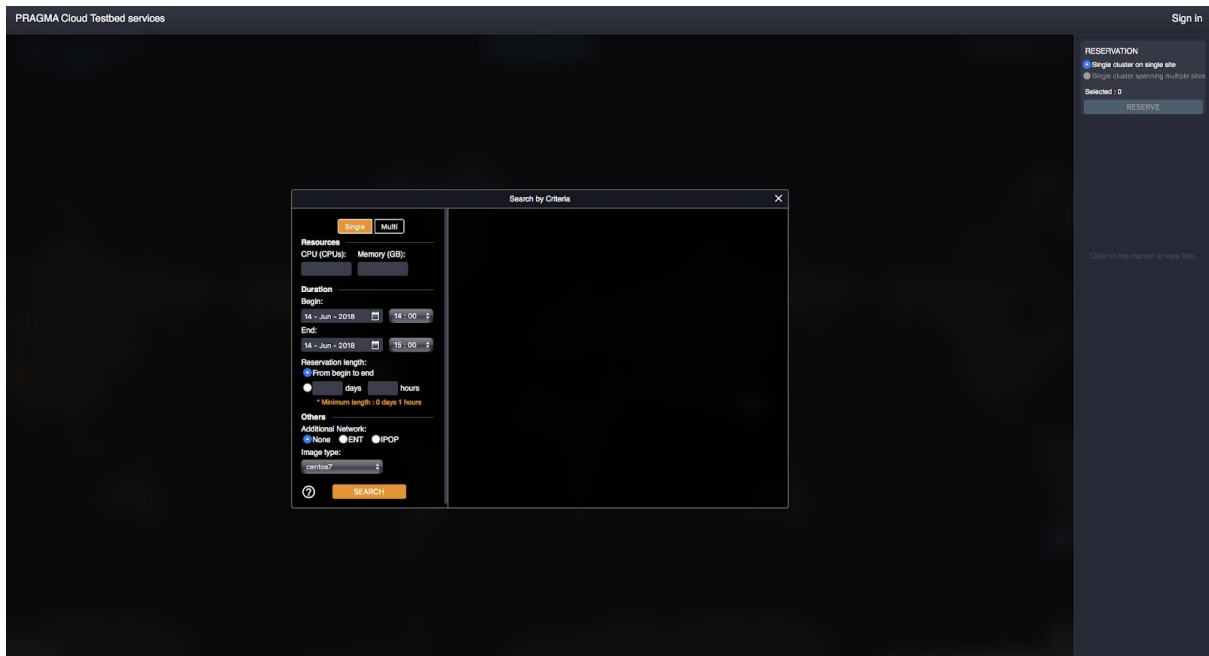 PRAGMA Cloud Testbed services
Sign in
RESERVATION
Single cluster on single site
Single cluster spanning multiple sites
Selected : 0
RESERVE
Click on the marker to view info.
Search by Criteria
Single Multi
Resources
CPU (CPUs): Memory (GB):
Duration
Begin:
14 - Jun - 2018 14 : 00
End:
14 - Jun - 2018 15 : 00
Reservation length:
From begin to end
days hours
* Minimum length : 0 days 1 hours
Others
Additional Network:
None ENT IPOP
Image type:
centos7
? SEARCH